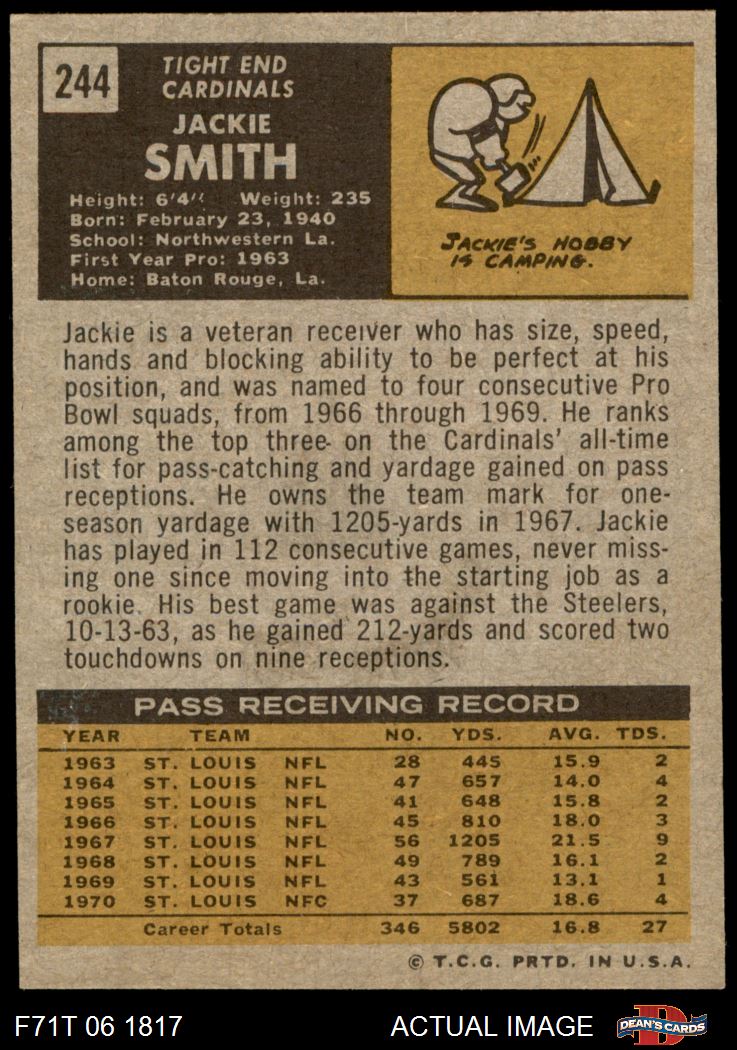 244
TIGHT END
CARDINALS
JACKIE
SMITH
Height: 6'4" Weight: 235
Born: February 23, 1940
School: Northwestern La.
First Year Pro: 1963
Home: Baton Rouge, La.
JACKIE'S HOBBY
IS CAMPING.
Jackie is a veteran receiver who has size, speed,
hands and blocking ability to be perfect at his
position, and was named to four consecutive Pro
Bowl squads, from 1966 through 1969. He ranks
among the top three on the Cardinals' all-time
list for pass-catching and yardage gained on pass
receptions. He owns the team mark for one-
season yardage with 1205-yards in 1967. Jackie
has played in 112 consecutive games, never miss-
ing one since moving into the starting job as a
rookie. His best game was against the Steelers,
10-13-63, as he gained 212-yards and scored two
touchdowns on nine receptions.
PASS RECEIVING RECORD
YEAR TEAM NO. YDS. AVG. TDS.
1963 ST. LOUIS NFL 28 445 15.9 2
1964 ST. LOUIS NFL 47 657 14.0 4
1965 ST. LOUIS NFL 41 648 15.8 2
1966 ST. LOUIS NFL 45 810 18.0 3
1967 ST. LOUIS NFL 56 1205 21.5 9
1968 ST. LOUIS NFL 49 789 16.1 2
1969 ST. LOUIS NFL 43 561 13.1 1
1970 ST. LOUIS NFC 37 687 18.6 4
Career Totals 346 5802 16.8 27
© T.C.G. PRTD. IN U.S.A.
F71T 06 1817 ACTUAL IMAGE DEAN'S CARDS